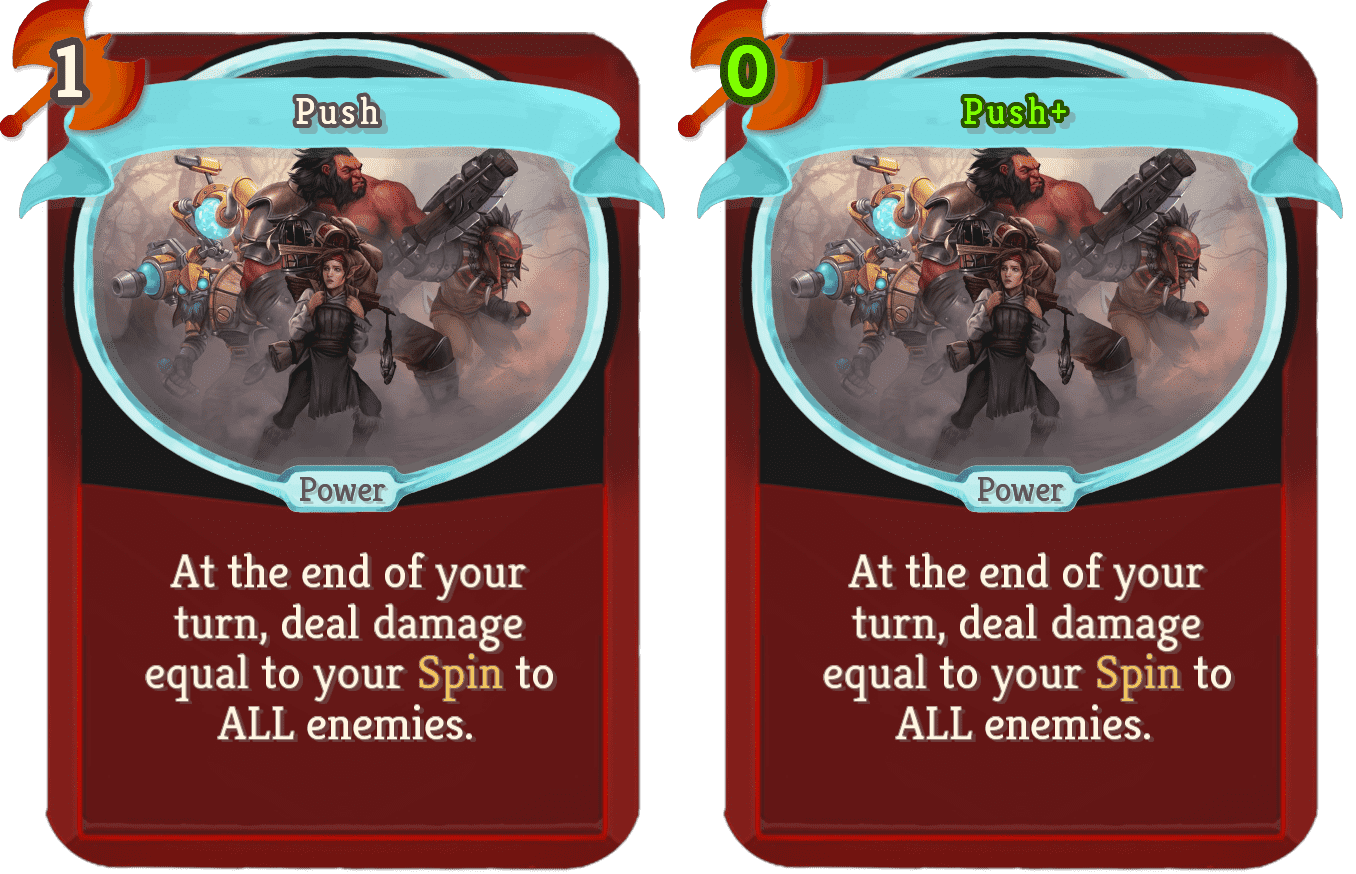 1
Push
Power
At the end of your
turn, deal damage
equal to your Spin to
ALL enemies.
0
Push+
Power
At the end of your
turn, deal damage
equal to your Spin to
ALL enemies.